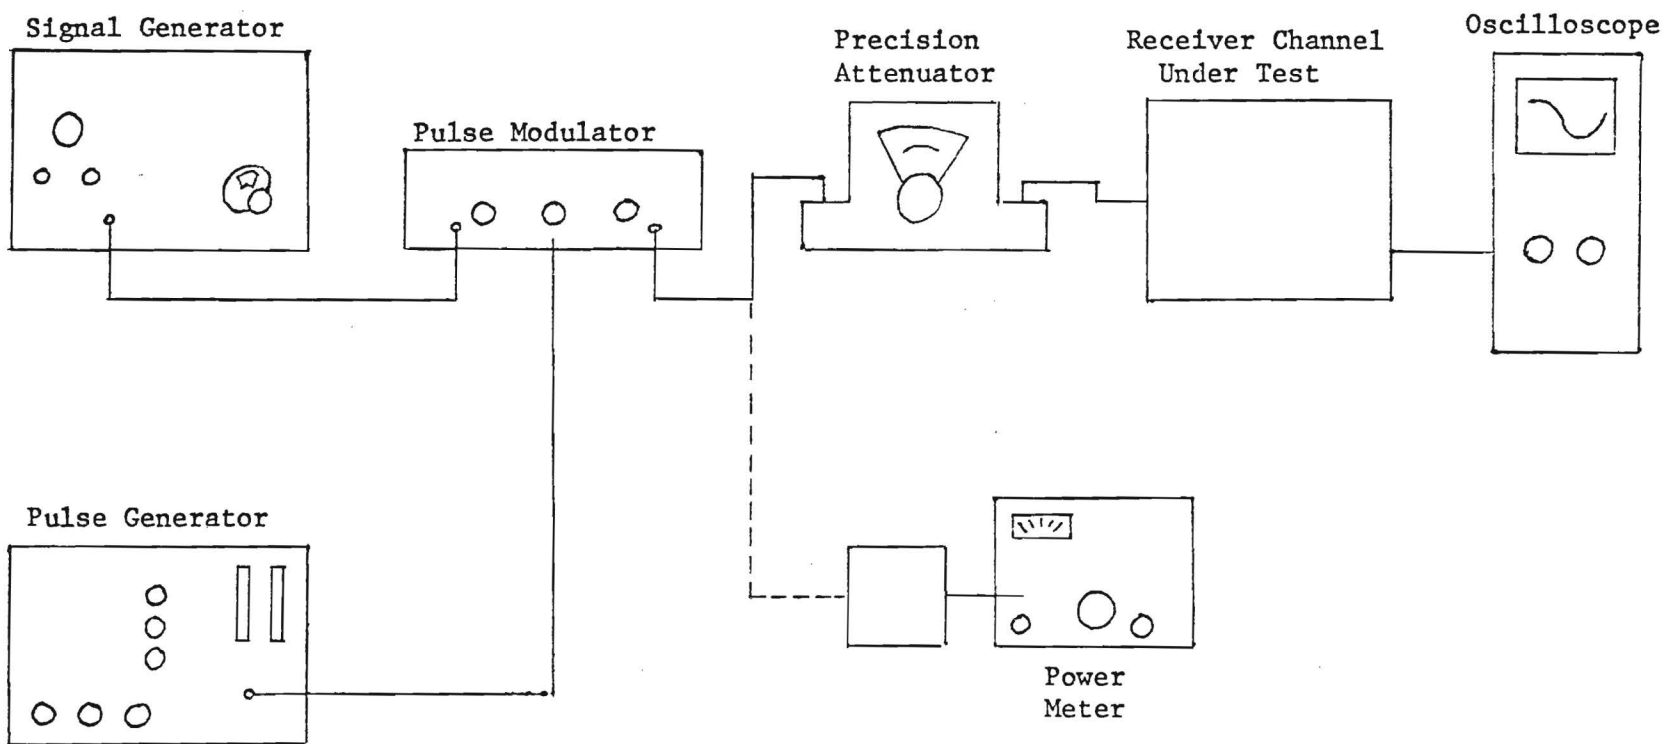 Signal Generator
Pulse Modulator
Precision
Attenuator
Receiver Channel
Under Test
Oscilloscope
Pulse Generator
Power
Meter